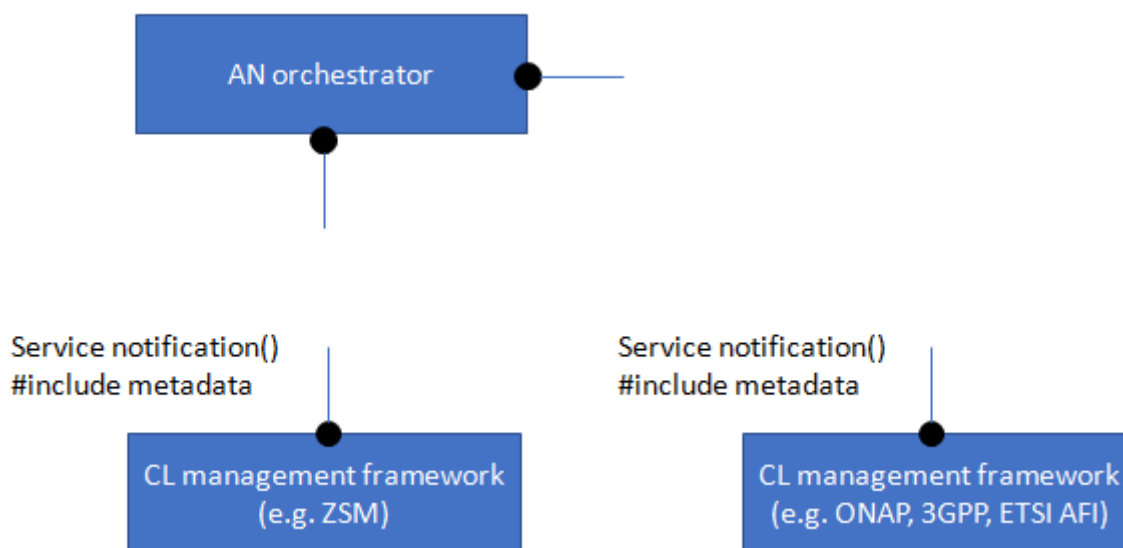 AN orchestrator
Service notification()
#include metadata
Service notification()
#include metadata
CL management framework
(e.g. ZSM)
CL management framework
(e.g. ONAP, 3GPP, ETSI AFI)